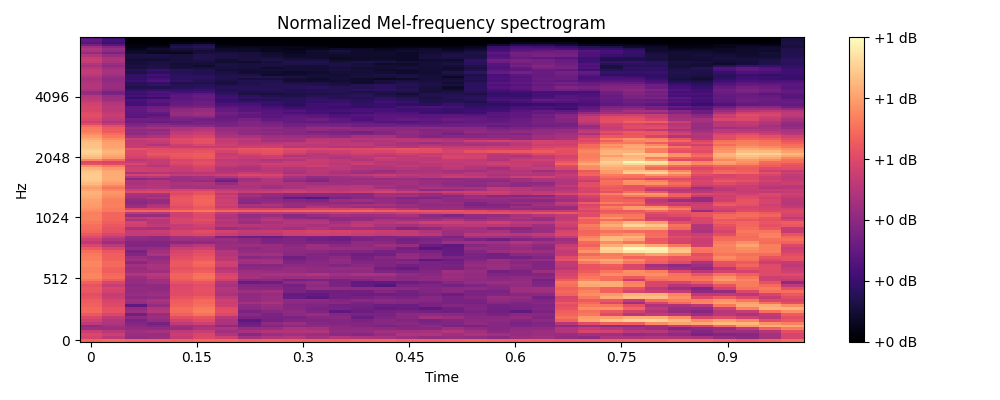 Normalized Mel-frequency spectrogram
Hz
4096
2048
1024
512
0
0 0.15 0.3 0.45 0.6 0.75 0.9
Time
+1 dB
+1 dB
+1 dB
+0 dB
+0 dB
+0 dB